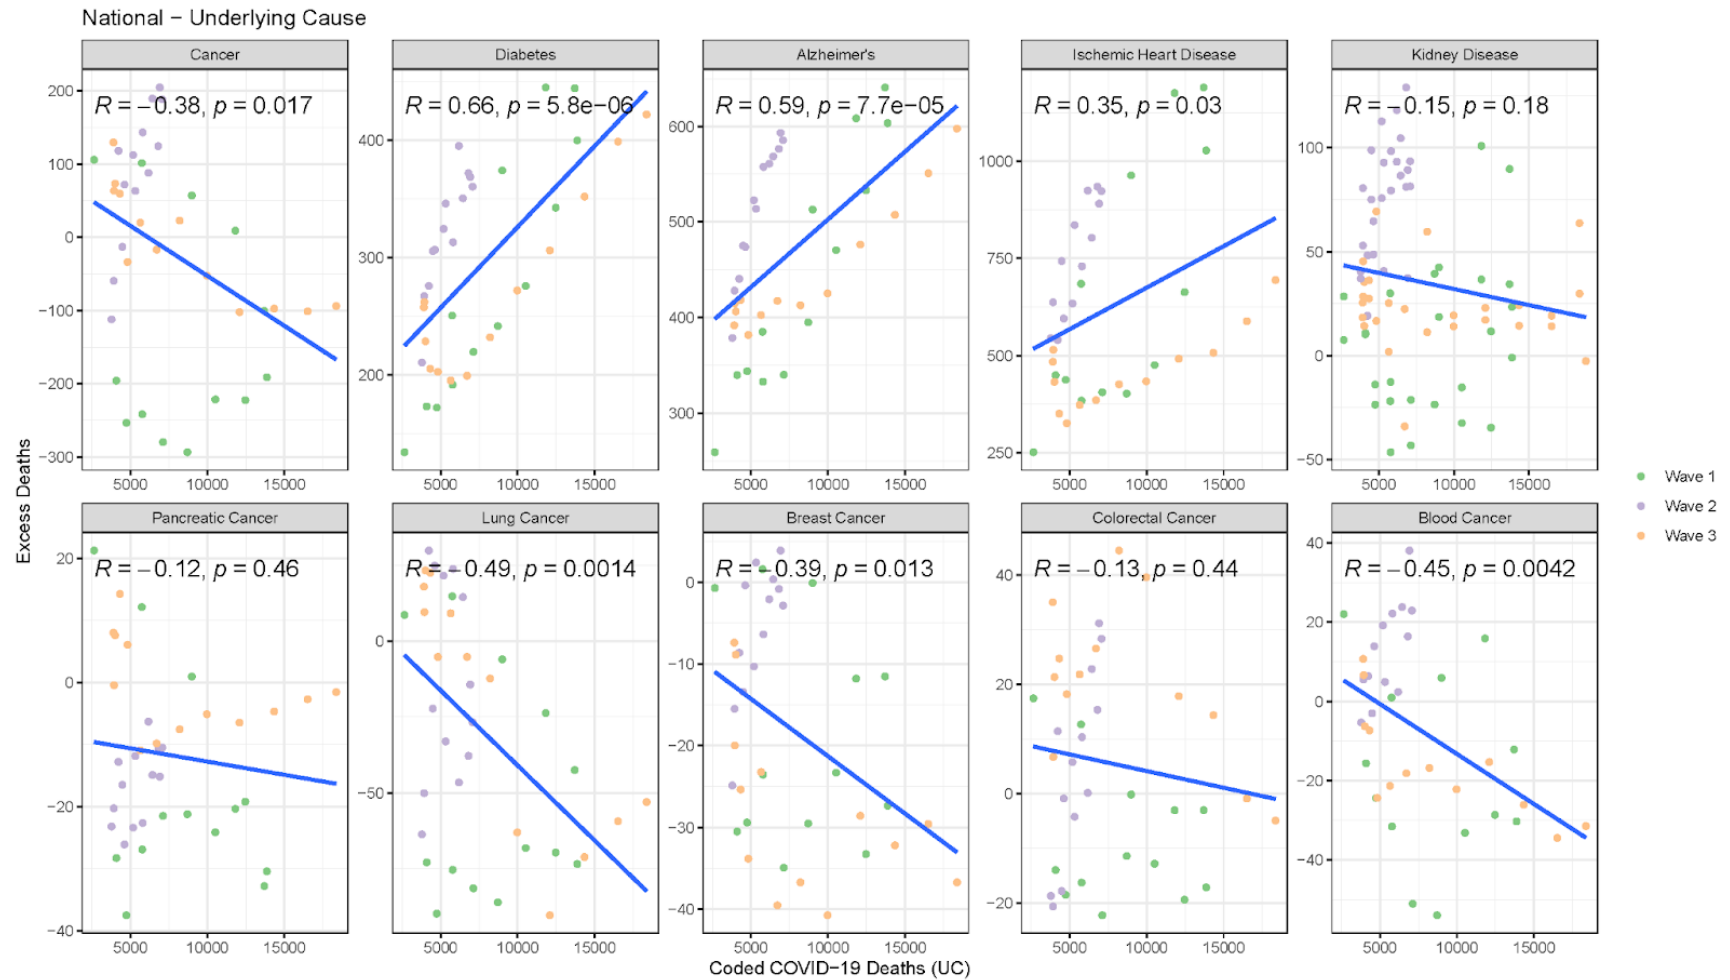 National − Underlying Cause
Cancer
Diabetes
Alzheimer's
Ischemic Heart Disease
Kidney Disease
R = −0.38, p = 0.017
R = 0.66, p = 5.8e−06
R = 0.59, p = 7.7e−05
R = 0.35, p = 0.03
R = −0.15, p = 0.18
200
100
0
−100
−200
−300
400
300
200
600
500
400
300
1000
750
500
250
100
50
0
−50
5000 10000 15000
5000 10000 15000
5000 10000 15000
5000 10000 15000
5000 10000 15000
Excess Deaths
Pancreatic Cancer
Lung Cancer
Breast Cancer
Colorectal Cancer
Blood Cancer
R = −0.12, p = 0.46
R = −0.49, p = 0.0014
R = −0.39, p = 0.013
R = −0.13, p = 0.44
R = −0.45, p = 0.0042
20
0
−20
−40
0
−50
0
−10
−20
−30
−40
40
20
0
−20
40
20
0
−20
−40
5000 10000 15000
5000 10000 15000
5000 10000 15000
5000 10000 15000
5000 10000 15000
Coded COVID−19 Deaths (UC)
Wave 1
Wave 2
Wave 3